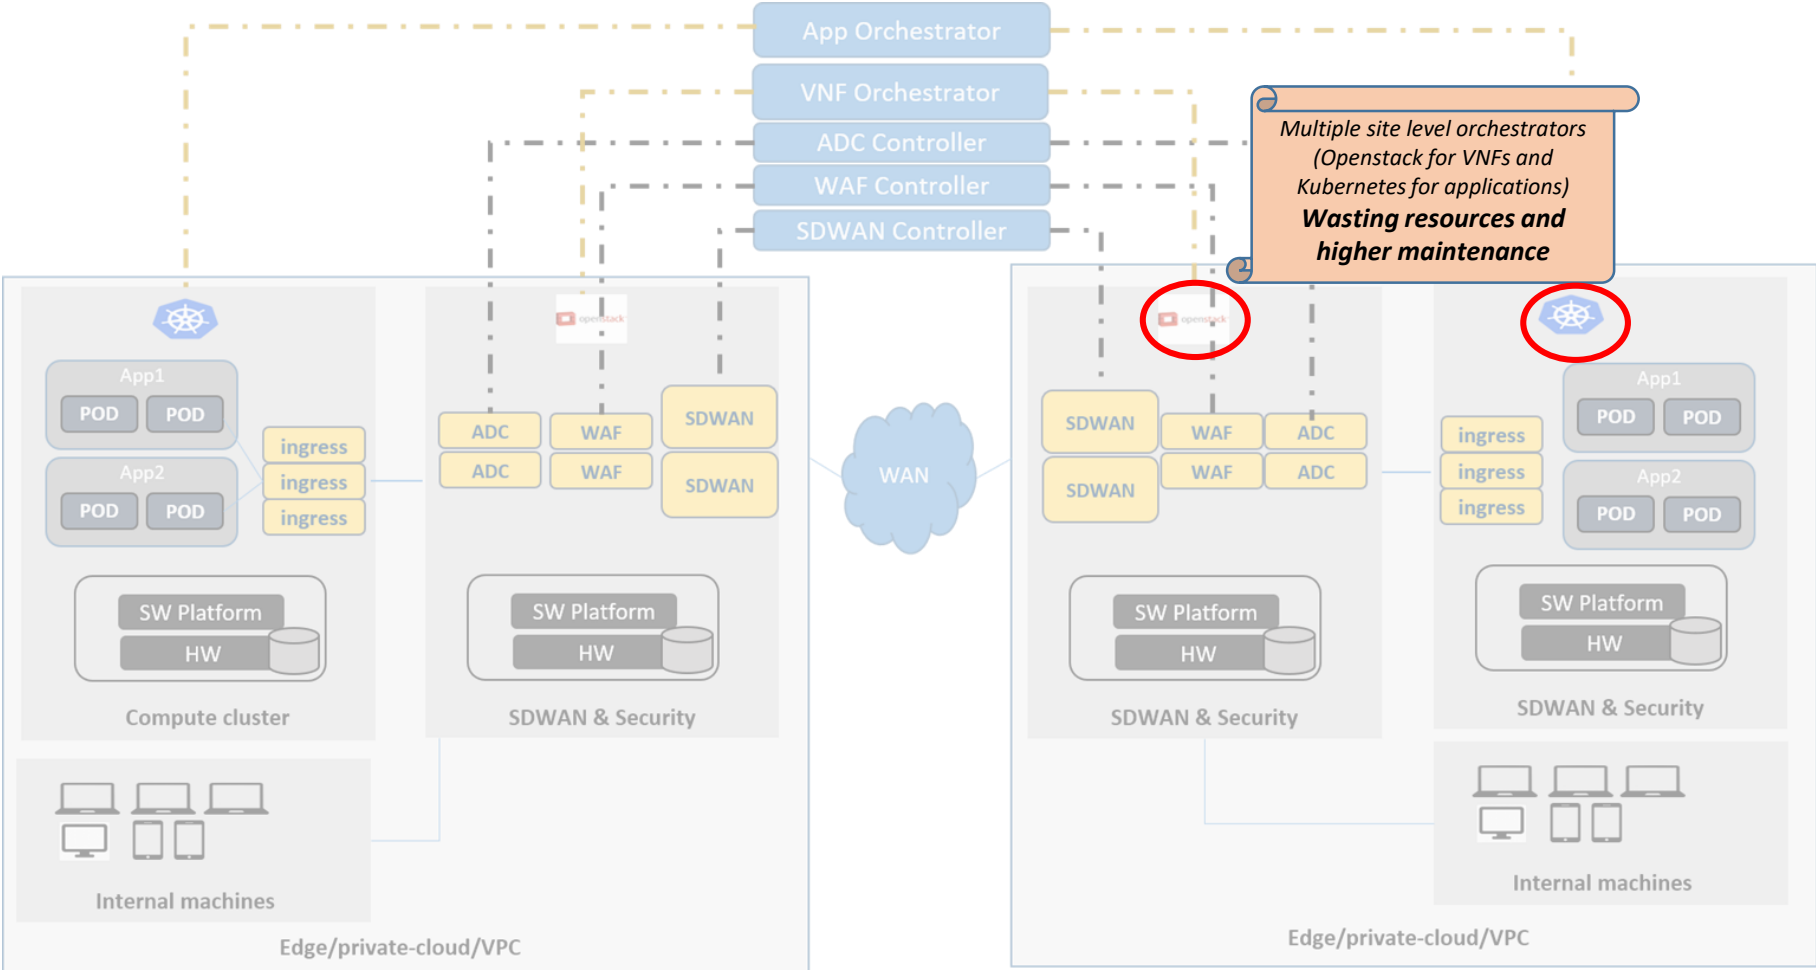 App Orchestrator
VNF Orchestrator
ADC Controller
WAF Controller
SDWAN Controller
Multiple site level orchestrators
(Openstack for VNFs and
Kubernetes for applications)
Wasting resources and
higher maintenance
openstack
App1
POD
POD
App2
POD
POD
ingress
ingress
ingress
ADC
ADC
WAF
WAF
SDWAN
SDWAN
SW Platform
HW
Compute cluster
SW Platform
HW
SDWAN & Security
Internal machines
Edge/private-cloud/VPC
WAN
openstack
SDWAN
SDWAN
WAF
WAF
ADC
ADC
ingress
ingress
ingress
App1
POD
POD
App2
POD
POD
SW Platform
HW
SDWAN & Security
SW Platform
HW
SDWAN & Security
Internal machines
Edge/private-cloud/VPC